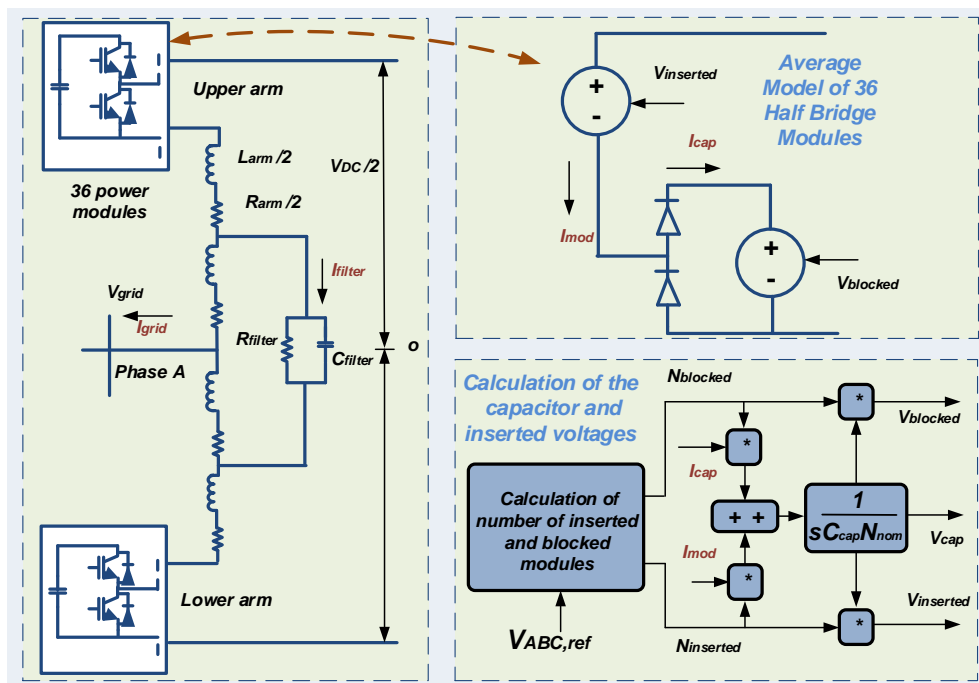 Upper arm
36 power
modules
Larm/2
Rarm/2
VDC/2
Ifilter
Rfilter
Cfilter
Vgrid
Igrid
Phase A
o
Lower arm
Average
Model of 36
Half Bridge
Modules
+
-
Vinserted
Icap
Imod
+
-
Vblocked
Calculation of the
capacitor and
inserted voltages
Nblocked
*
Vblocked
*
Icap
Calculation of
number of inserted
and blocked
modules
+ +
1
sCcapNnom
Vcap
Imod
*
Vinserted
*
Ninserted
VABC,ref